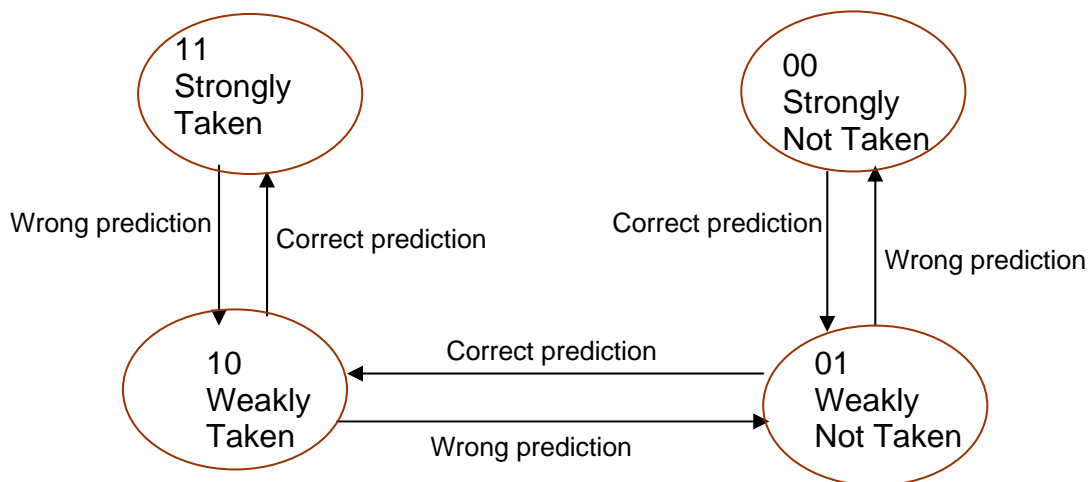 11
Strongly
Taken
00
Strongly
Not Taken
Wrong prediction
Correct prediction
Correct prediction
Wrong prediction
10
Weakly
Taken
Correct prediction
Wrong prediction
01
Weakly
Not Taken